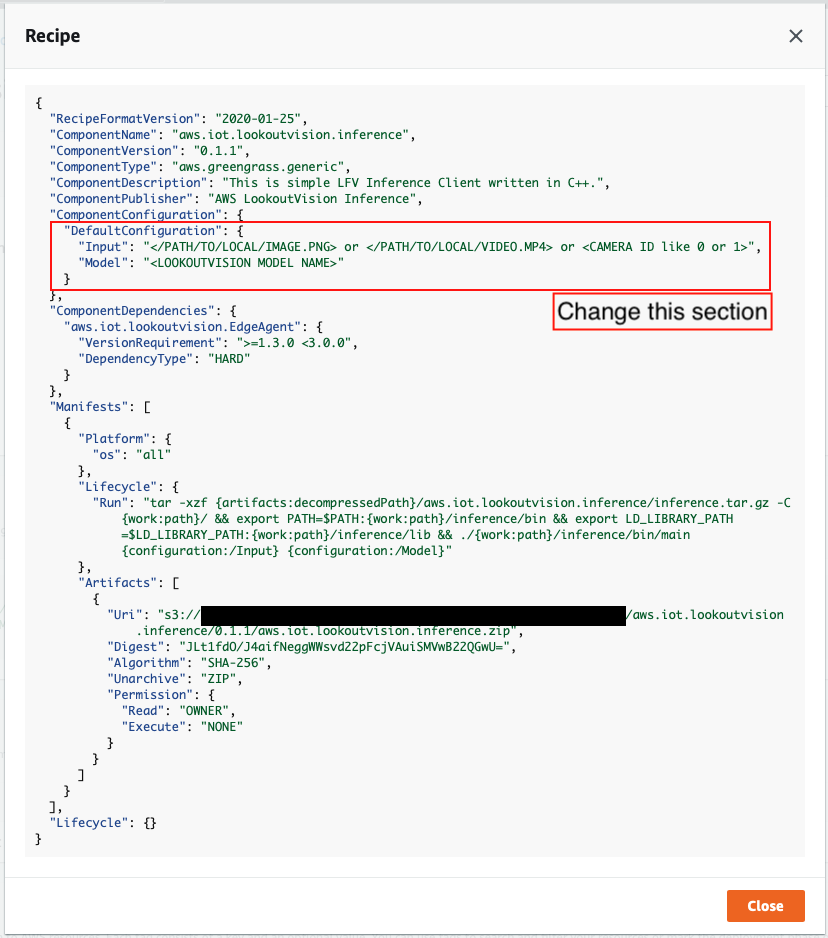 Recipe
{
"RecipeFormatVersion": "2020-01-25",
"ComponentName": "aws.iot.lookoutvision.inference",
"ComponentVersion": "0.1.1",
"ComponentType": "aws.greengrass.generic",
"ComponentDescription": "This is simple LFV Inference Client written in C++.",
"ComponentPublisher": "AWS LookoutVision Inference",
"ComponentConfiguration": {
"DefaultConfiguration": {
"Input": "</PATH/TO/LOCAL/IMAGE.PNG> or </PATH/TO/LOCAL/VIDEO.MP4> or <CAMERA ID like 0 or 1>",
"Model": "<LOOKOUTVISION MODEL NAME>"
}
},
Change this section
"ComponentDependencies": {
"aws.iot.lookoutvision.EdgeAgent": {
"VersionRequirement": ">=1.3.0 <3.0.0",
"DependencyType": "HARD"
}
},
"Manifests": [
{
"Platform": {
"os": "all"
},
"Lifecycle": {
"Run": "tar -xzf {artifacts:decompressedPath}/aws.iot.lookoutvision.inference/inference.tar.gz -C
{work:path}/ && export PATH=$PATH:{work:path}/inference/bin && export LD_LIBRARY_PATH
=$LD_LIBRARY_PATH:{work:path}/inference/lib && ./{work:path}/inference/bin/main
{configuration:/Input} {configuration:/Model}"
},
"Artifacts": [
{
"Uri": "s3:// /aws.iot.lookoutvision
.inference/0.1.1/aws.iot.lookoutvision.inference.zip",
"Digest": "JLt1fdO/J4aifNeggWWsvd22pFcjVAuiSMVwB2ZQGwU=",
"Algorithm": "SHA-256",
"Unarchive": "ZIP",
"Permission": {
"Read": "OWNER",
"Execute": "NONE"
}
}
]
}
],
"Lifecycle": {}
}
Close